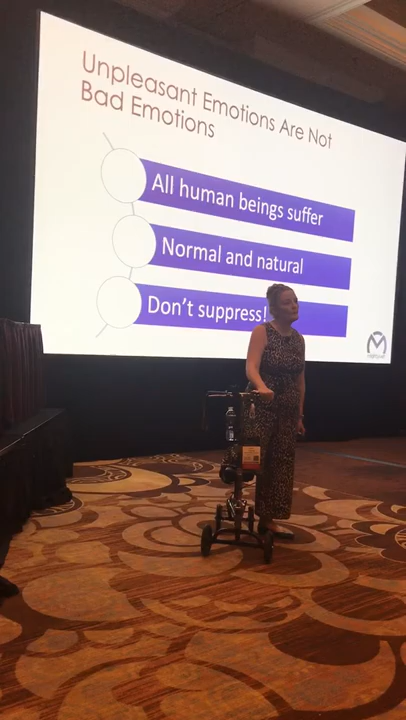 Unpleasant Emotions Are Not
Bad Emotions
All human beings suffer
Normal and natural
Don't suppress!